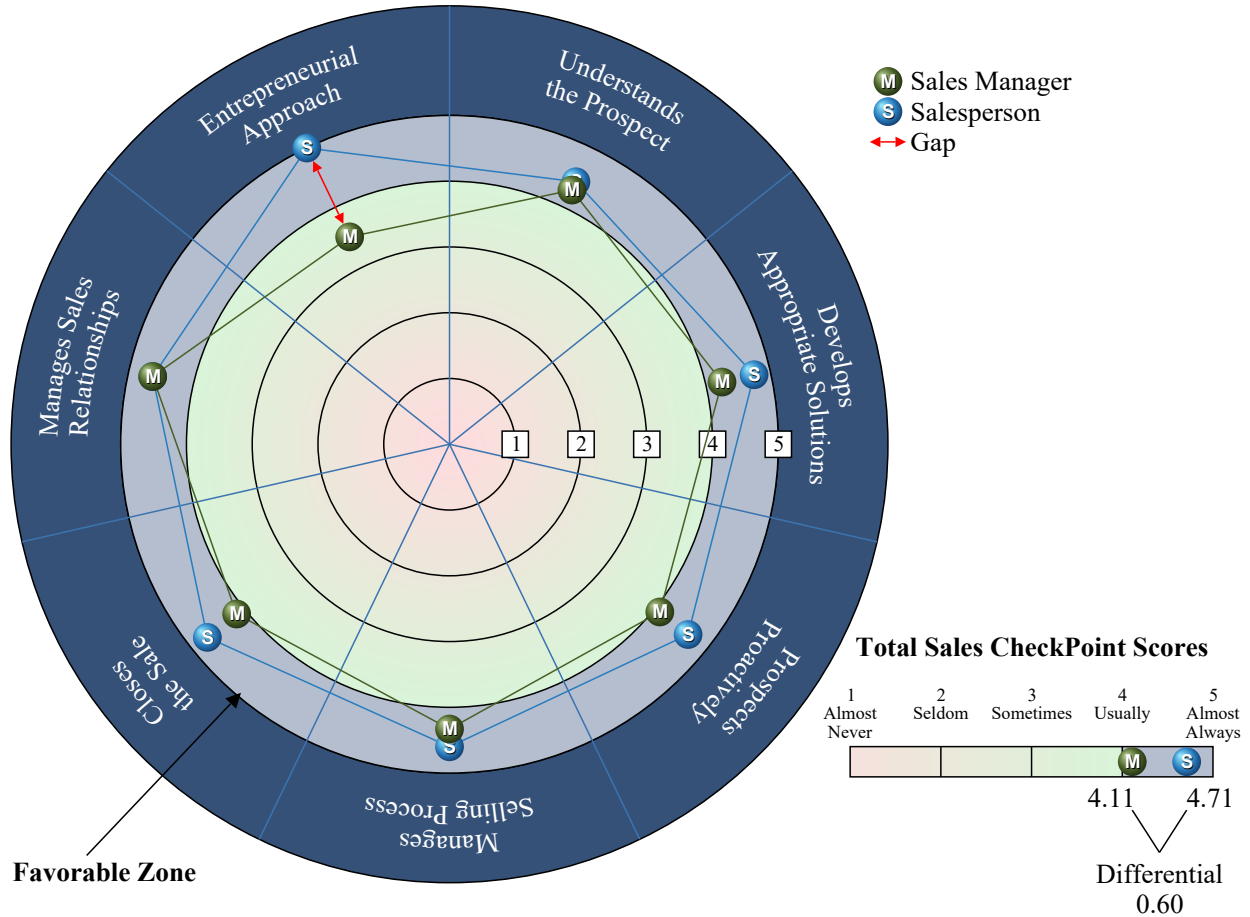 Entrepreneurial
Approach
Understands
the Prospect
M Sales Manager
S Salesperson
Gap
S
S
M
M
Manages Sales
Relationships
M
Develops
Appropriate Solutions
M
S
1
2
3
4
5
Closes
the Sale
M
S
M
S
Prospects
Proactively
M
S
Manages
Selling Process
Favorable Zone
Total Sales CheckPoint Scores
1 2 3 4 5
Almost Never
Seldom
Sometimes
Usually
Almost Always
M S
4.11 4.71
Differential
0.60